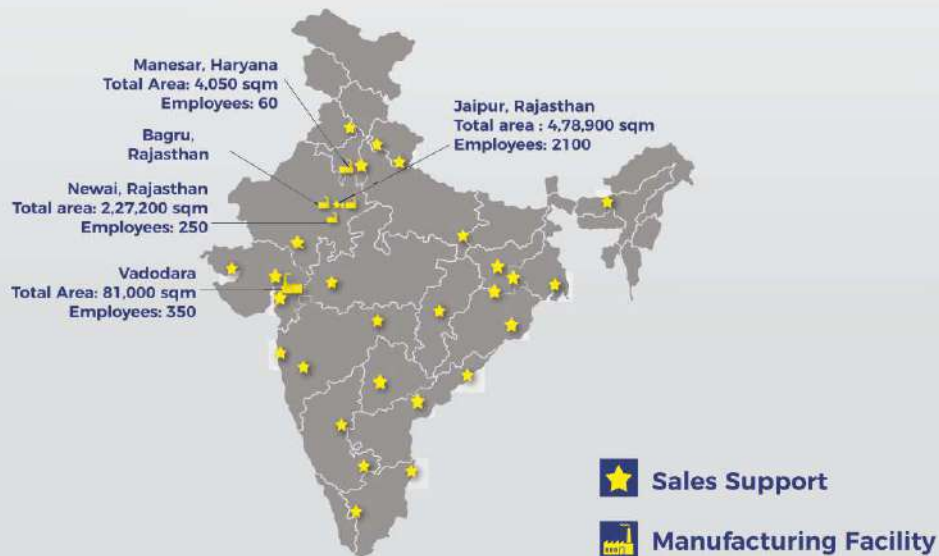 Manesar, Haryana
Total Area: 4,050 sqm
Employees: 60
Bagru,
Rajasthan
Jaipur, Rajasthan
Total area : 4,78,900 sqm
Employees: 2100
Newai, Rajasthan
Total area: 2,27,200 sqm
Employees: 250
Vadodara
Total Area: 81,000 sqm
Employees: 350
Sales Support
Manufacturing Facility